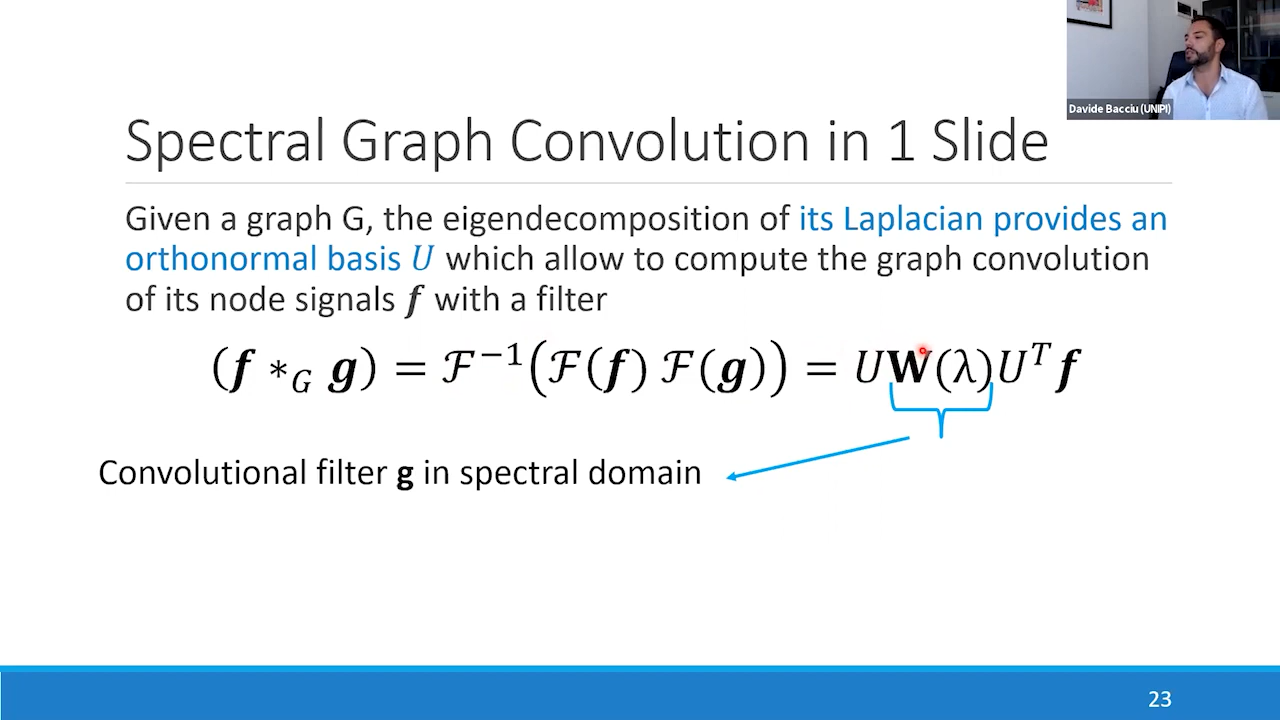 Davide Bacciu (UNIPI)
Spectral Graph Convolution in 1 Slide
Given a graph G, the eigendecomposition of its Laplacian provides an
orthonormal basis U which allow to compute the graph convolution
of its node signals f with a filter
(f ∗_G g) = ℱ⁻¹(ℱ(f) ℱ(g)) = UW(λ)Uᵀf
Convolutional filter g in spectral domain
23